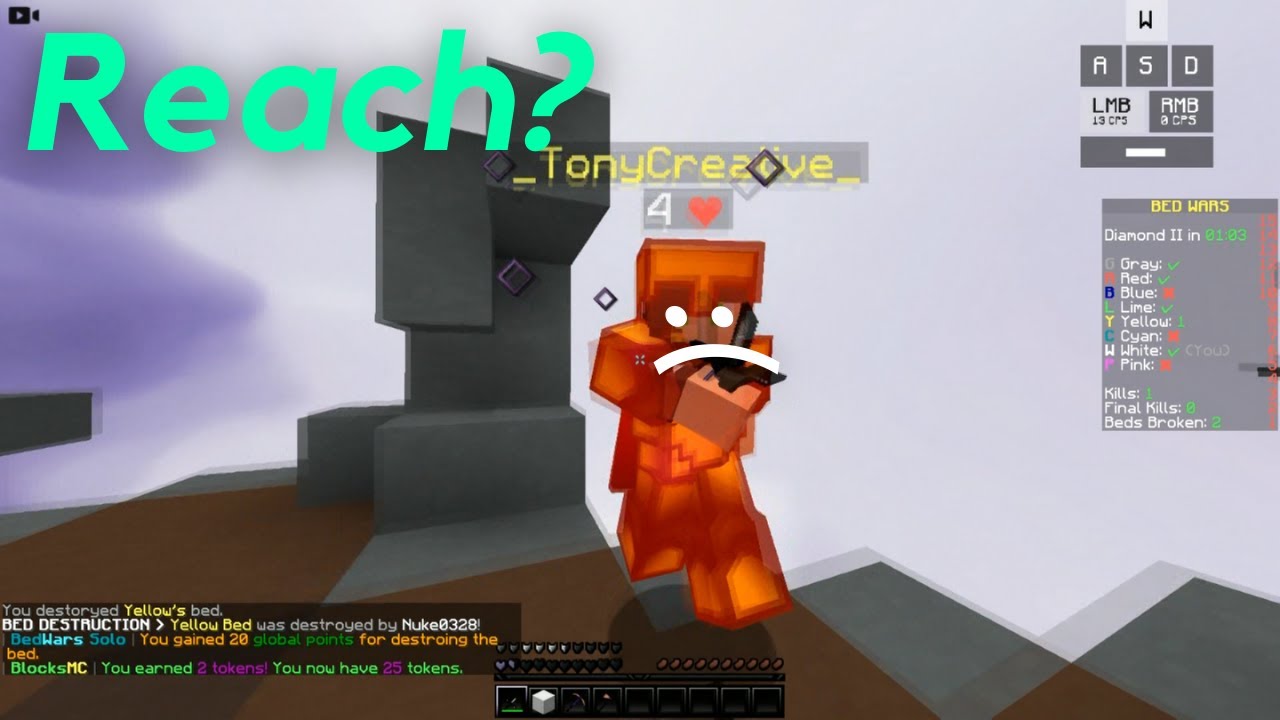 Reach?
W
A S D
LMB RMB
13 CPS 0 CPS
_TonyCreative_
4
BED WARS
Diamond II in 01:03
G Gray: ✓
R Red: ✓
B Blue: ✖
L Lime: ✓
Y Yellow: 1
C Cyan: ✖
W White: ✓ (You)
P Pink: ✖
Kills: 1
Final Kills: 0
Beds Broken: 2
You destoryed Yellow's bed.
BED DESTRUCTION > Yellow Bed was destroyed by Nuke0328!
| BedWars Solo | You gained 20 global points for destroing the
bed.
| BlocksMC | You earned 2 tokens! You now have 25 tokens.